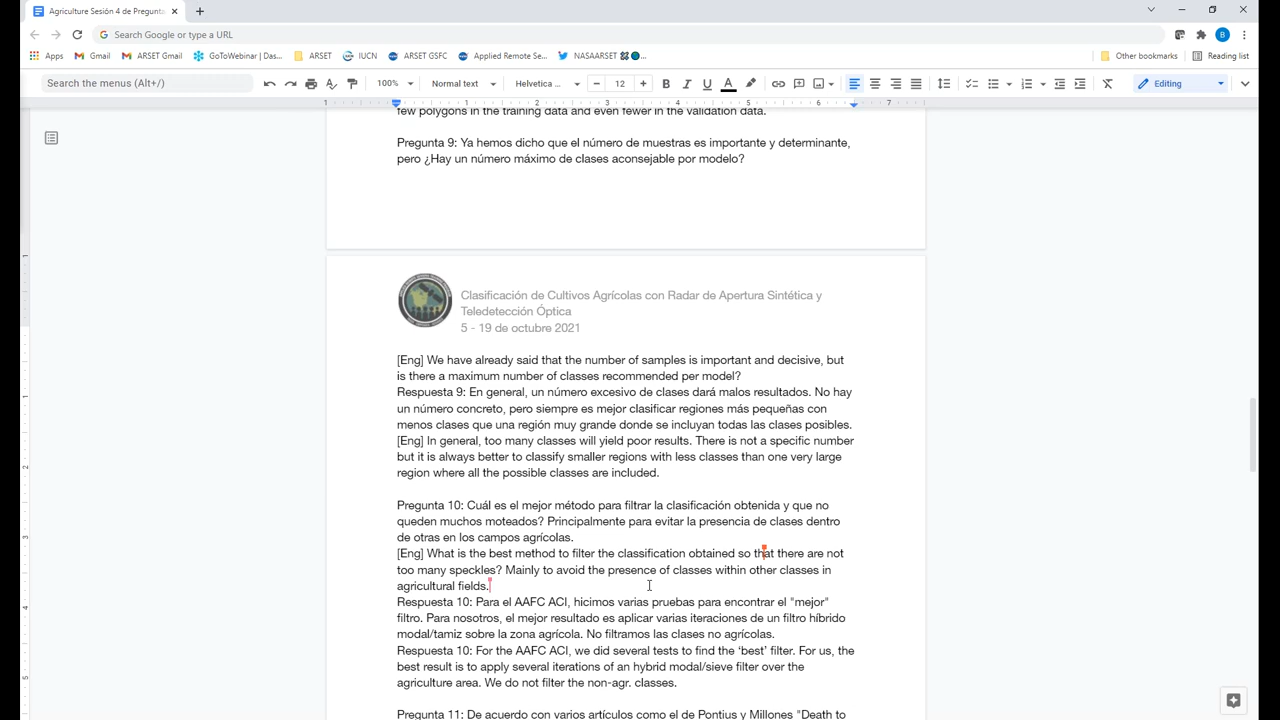 Agriculture Sesión 4 de Pregunta
Search Google or type a URL
Apps Gmail ARSET Gmail GoToWebinar | Das... ARSET IUCN ARSET GSFC Applied Remote Se... NASAARSET Other bookmarks Reading list
Search the menus (Alt+/) 100% Normal text Helvetica ... 12 B I U A Editing
1 1 2 3 4 5 6 7
few polygons in the training data and even fewer in the validation data.
Pregunta 9: Ya hemos dicho que el número de muestras es importante y determinante,
pero ¿Hay un número máximo de clases aconsejable por modelo?
Clasificación de Cultivos Agrícolas con Radar de Apertura Sintética y
Teledetección Óptica
5 - 19 de octubre 2021
[Eng] We have already said that the number of samples is important and decisive, but
is there a maximum number of classes recommended per model?
Respuesta 9: En general, un número excesivo de clases dará malos resultados. No hay
un número concreto, pero siempre es mejor clasificar regiones más pequeñas con
menos clases que una región muy grande donde se incluyan todas las clases posibles.
[Eng] In general, too many classes will yield poor results. There is not a specific number
but it is always better to classify smaller regions with less classes than one very large
region where all the possible classes are included.
Pregunta 10: Cuál es el mejor método para filtrar la clasificación obtenida y que no
queden muchos moteados? Principalmente para evitar la presencia de clases dentro
de otras en los campos agrícolas.
[Eng] What is the best method to filter the classification obtained so that there are not
too many speckles? Mainly to avoid the presence of classes within other classes in
agricultural fields.
Respuesta 10: Para el AAFC ACI, hicimos varias pruebas para encontrar el "mejor"
filtro. Para nosotros, el mejor resultado es aplicar varias iteraciones de un filtro híbrido
modal/tamiz sobre la zona agrícola. No filtramos las clases no agrícolas.
Respuesta 10: For the AAFC ACI, we did several tests to find the ‘best’ filter. For us, the
best result is to apply several iterations of an hybrid modal/sieve filter over the
agriculture area. We do not filter the non-agr. classes.
Pregunta 11: De acuerdo con varios artículos como el de Pontius y Millones "Death to